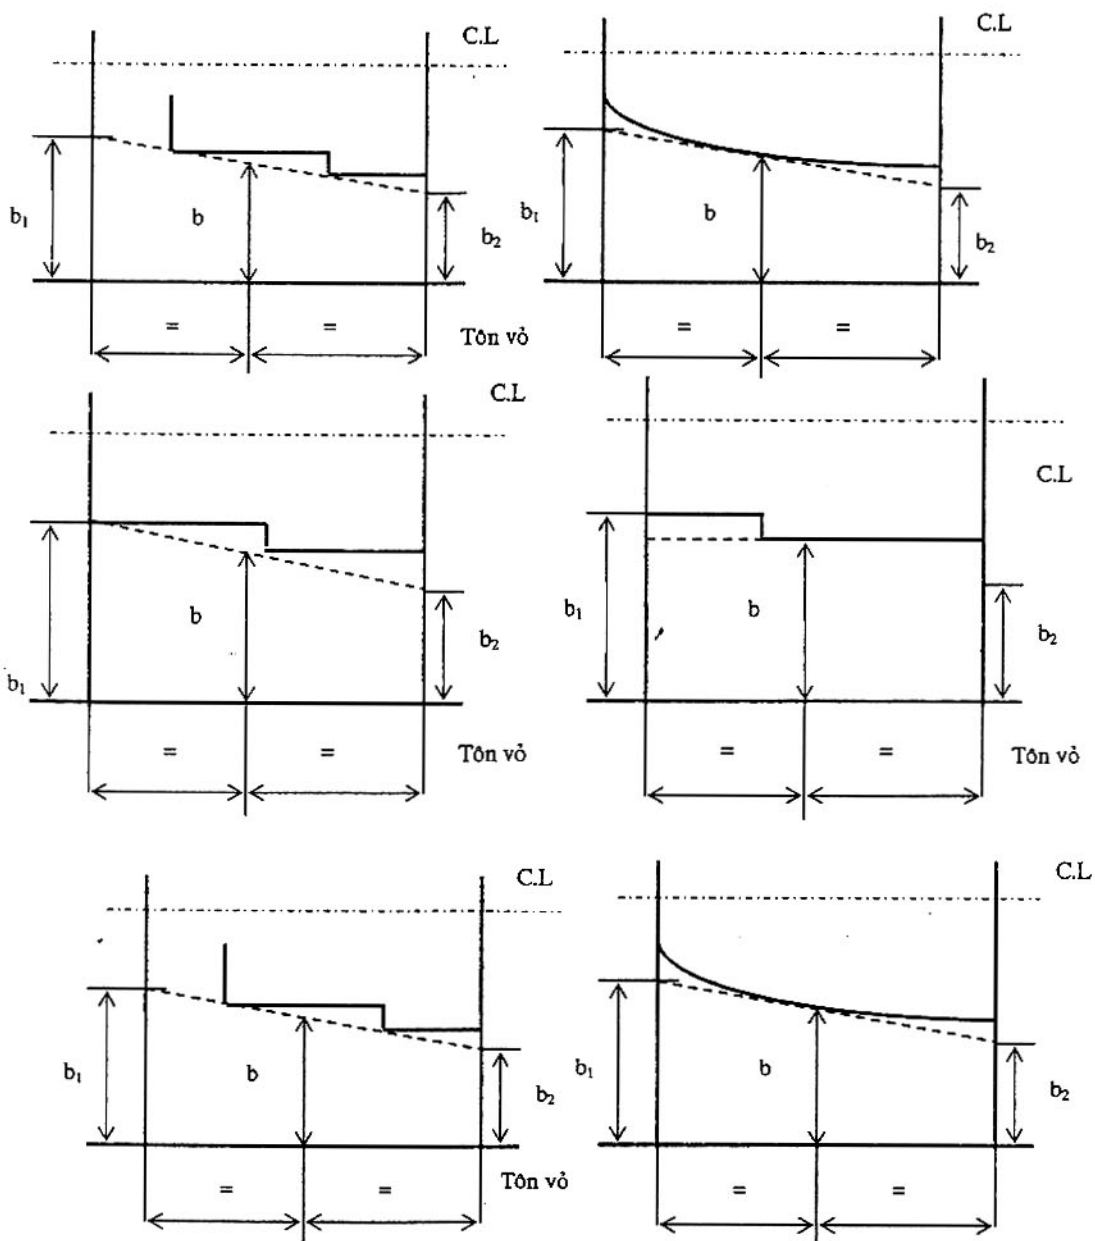 C.L
C.L
b₁
b
b₂
b₁
b
b₂
=
=
Tôn vỏ
=
=
C.L
C.L
b₁
b
b₂
b₁
b
b₂
=
=
Tôn vỏ
=
=
Tôn vỏ
C.L
C.L
b₁
b
b₂
b₁
b
b₂
=
=
Tôn vỏ
=
=